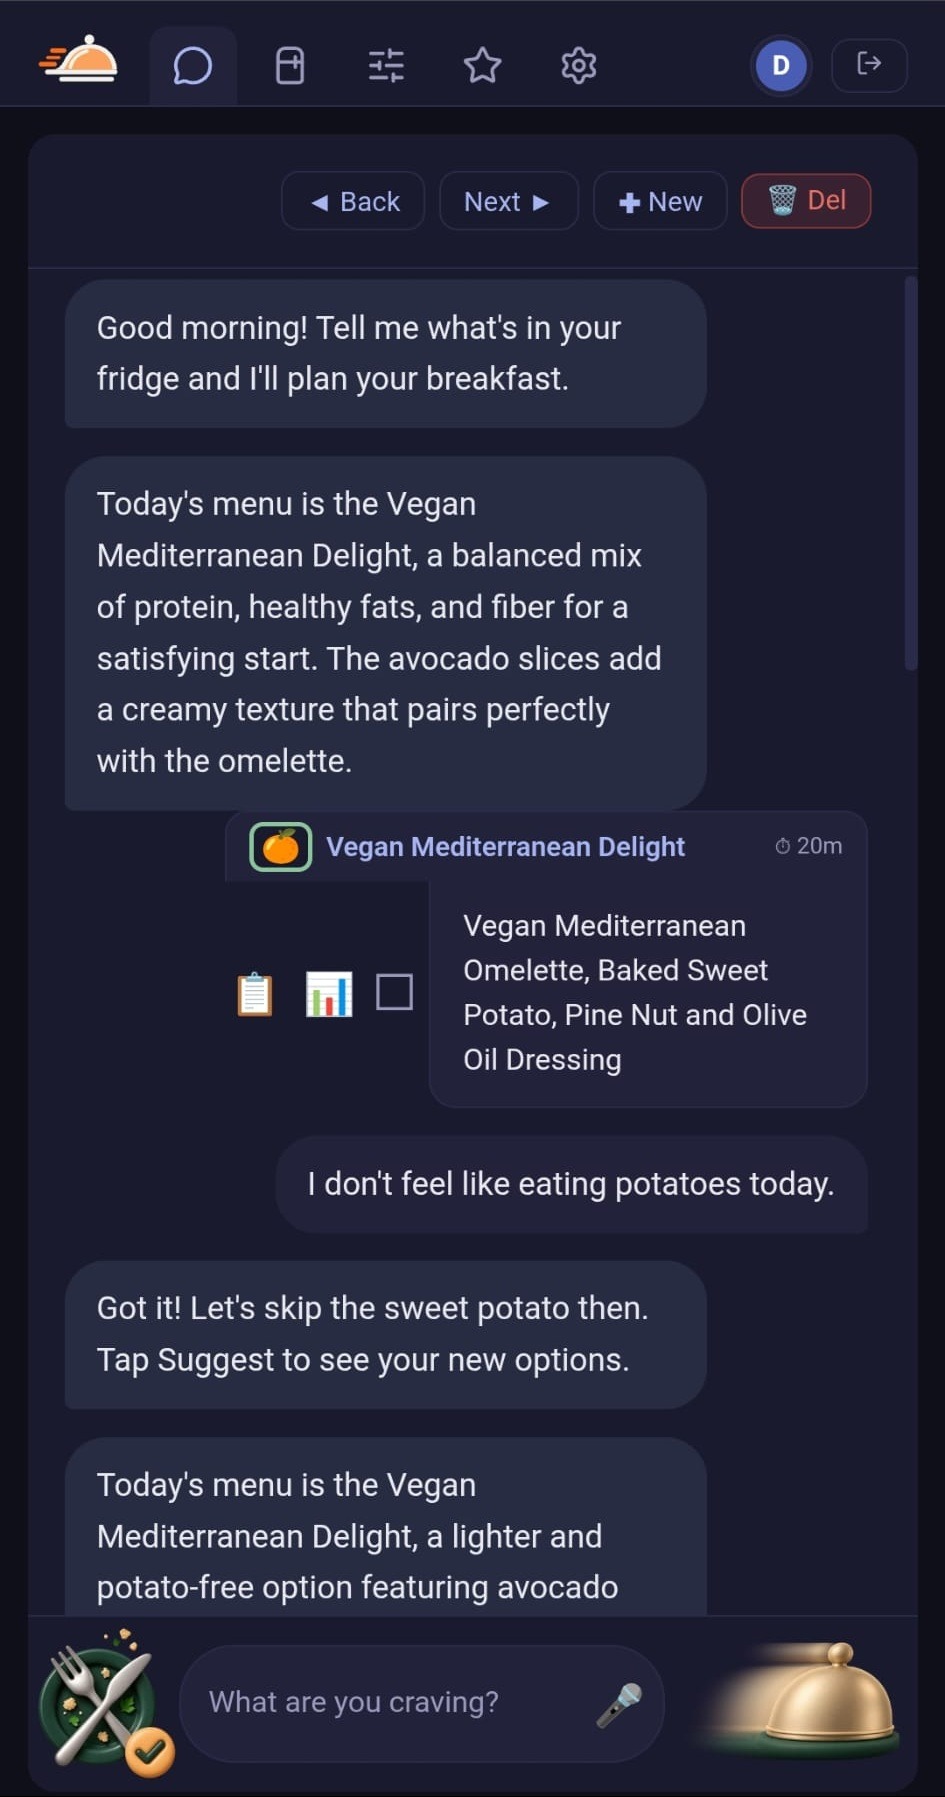 D
◄ Back
Next ►
✚ New
Del
Good morning! Tell me what's in your
fridge and I'll plan your breakfast.
Today's menu is the Vegan
Mediterranean Delight, a balanced mix
of protein, healthy fats, and fiber for a
satisfying start. The avocado slices add
a creamy texture that pairs perfectly
with the omelette.
Vegan Mediterranean Delight
⏱ 20m
Vegan Mediterranean
Omelette, Baked Sweet
Potato, Pine Nut and Olive
Oil Dressing
I don't feel like eating potatoes today.
Got it! Let's skip the sweet potato then.
Tap Suggest to see your new options.
Today's menu is the Vegan
Mediterranean Delight, a lighter and
potato-free option featuring avocado
What are you craving?